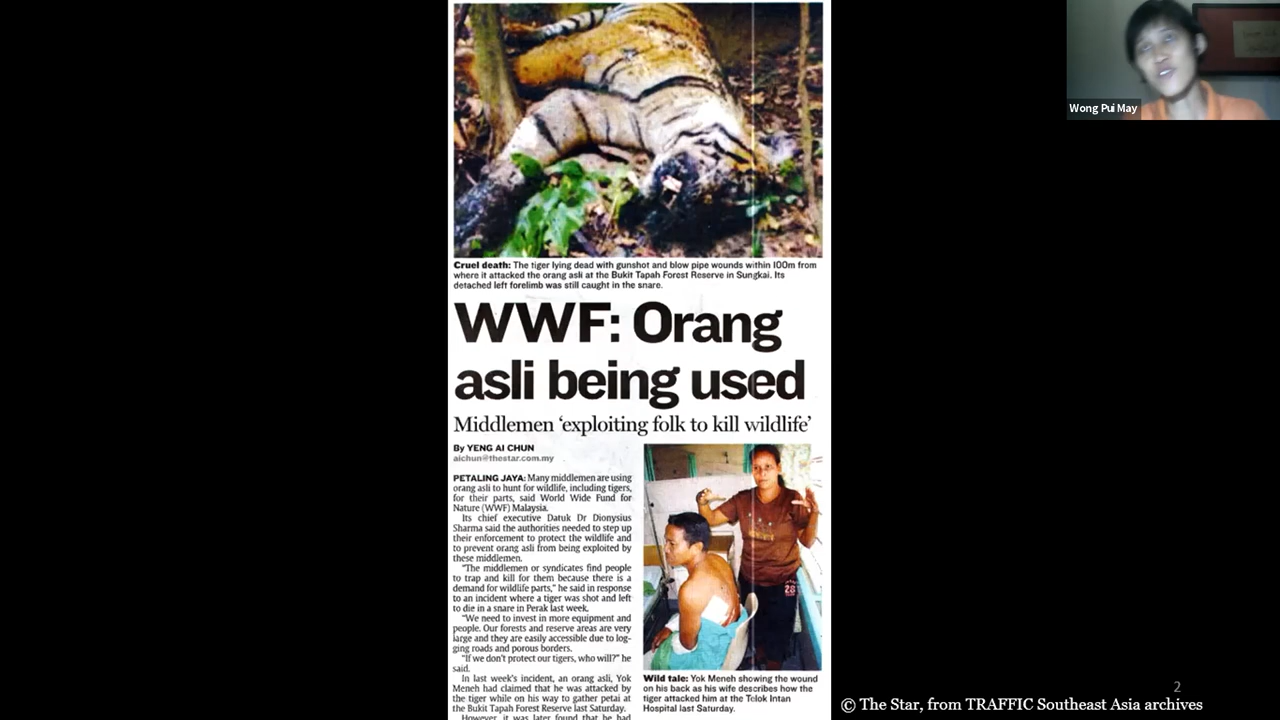 Wong Pui May
Cruel death: The tiger lying dead with gunshot and blow pipe wounds within 100m from
where it attacked the orang asli at the Bukit Tapah Forest Reserve in Sungkai. Its
detached left forelimb was still caught in the snare.
WWF: Orang
asli being used
Middlemen ‘exploiting folk to kill wildlife’
By YENG AI CHUN
aichun@thestar.com.my
PETALING JAYA: Many middlemen are using
orang asli to hunt for wildlife, including tigers,
for their parts, said World Wide Fund for
Nature (WWF) Malaysia.
Its chief executive Datuk Dr Dionysius
Sharma said the authorities needed to step up
their enforcement to protect the wildlife and
to prevent orang asli from being exploited by
these middlemen.
“The middlemen or syndicates find people
to trap and kill for them because there is a
demand for wildlife parts,” he said in response
to an incident where a tiger was shot and left
to die in a snare in Perak last week.
“We need to invest in more equipment and
people. Our forests and reserve areas are very
large and they are easily accessible due to log-
ging roads and porous borders.
“If we don’t protect our tigers, who will?” he
said.
In last week’s incident, an orang asli, Yok
Meneh had claimed that he was attacked by
the tiger while on his way to gather petai at
the Bukit Tapah Forest Reserve last Saturday.
However, it was later found that he had
Wild tale: Yok Meneh showing the wound
on his back as his wife describes how the
tiger attacked him at the Telok Intan
Hospital last Saturday.
2
© The Star, from TRAFFIC Southeast Asia archives